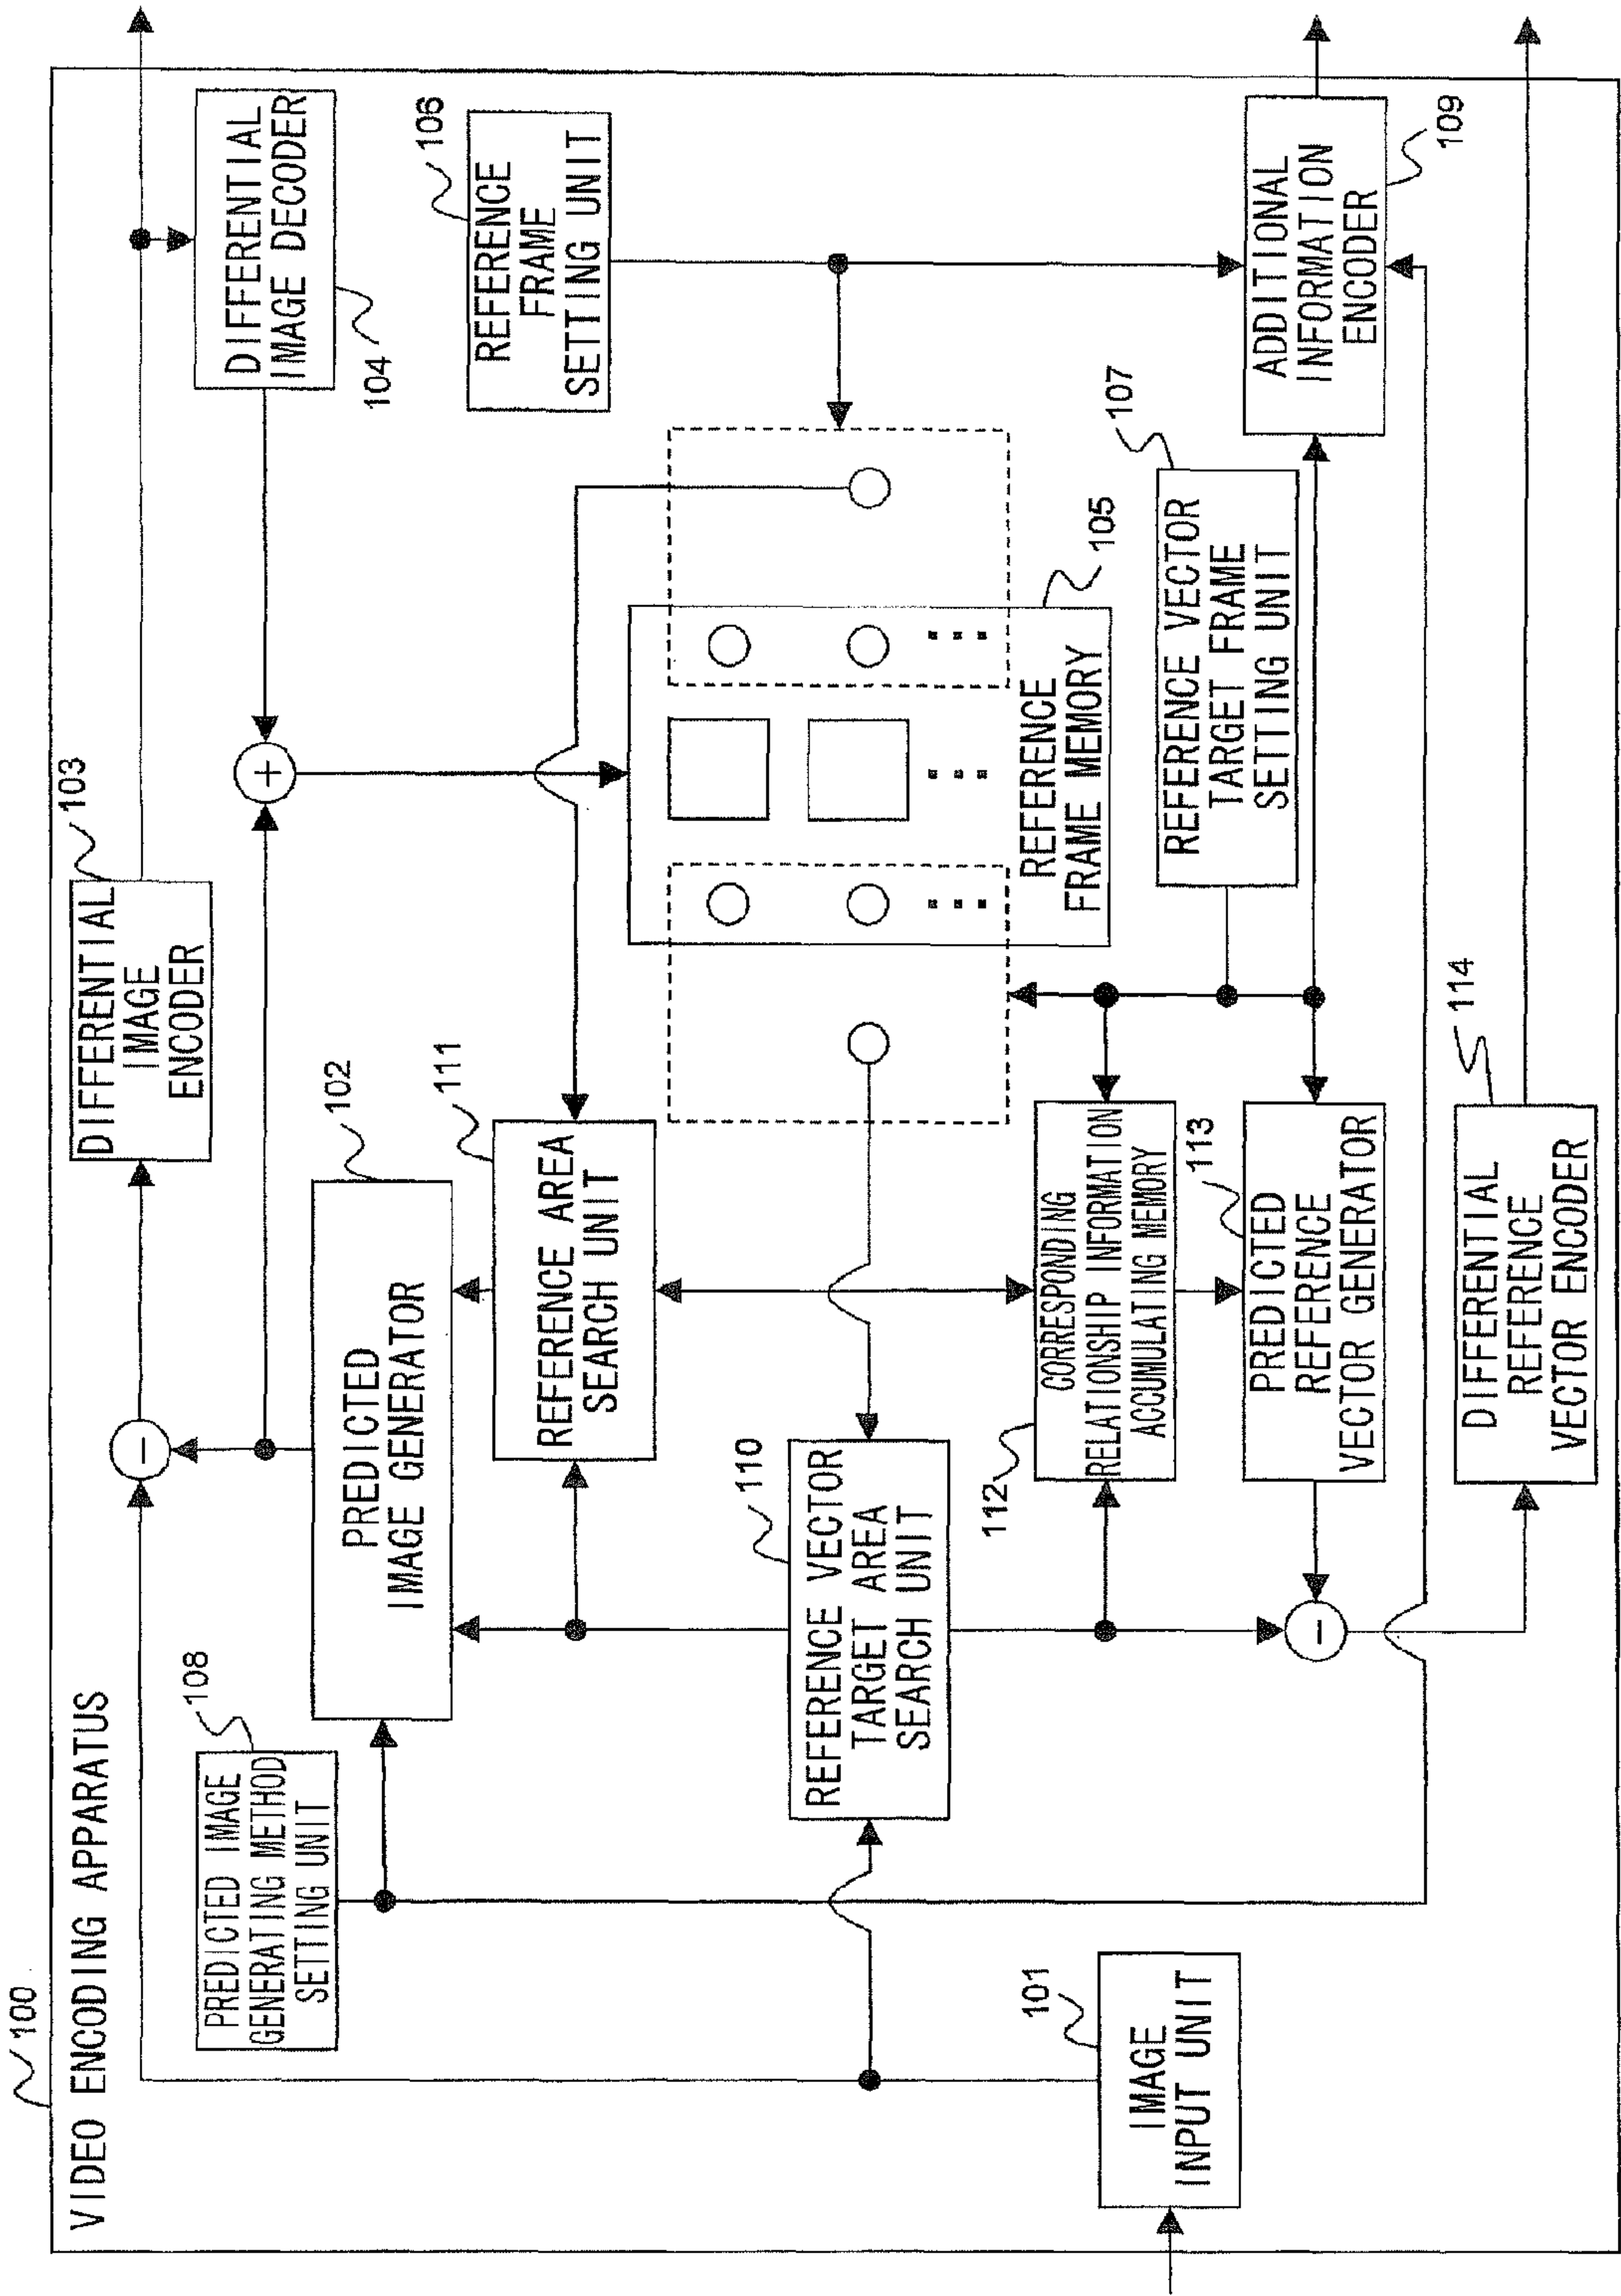 100
VIDEO ENCODING APPARATUS
108
PREDICTED IMAGE
GENERATING METHOD
SETTING UNIT
103
DIFFERENTIAL
IMAGE
ENCODER
DIFFERENTIAL
IMAGE DECODER
104
102
PREDICTED
IMAGE GENERATOR
+
-
106
REFERENCE
FRAME
SETTING UNIT
111
REFERENCE AREA
SEARCH UNIT
110
REFERENCE VECTOR
TARGET AREA
SEARCH UNIT
105
REFERENCE
FRAME MEMORY
101
IMAGE
INPUT UNIT
112
CORRESPONDING
RELATIONSHIP INFORMATION
ACCUMULATING MEMORY
107
REFERENCE VECTOR
TARGET FRAME
SETTING UNIT
113
PREDICTED
REFERENCE
VECTOR GENERATOR
-
ADDITIONAL
INFORMATION
ENCODER
109
114
DIFFERENTIAL
REFERENCE
VECTOR ENCODER